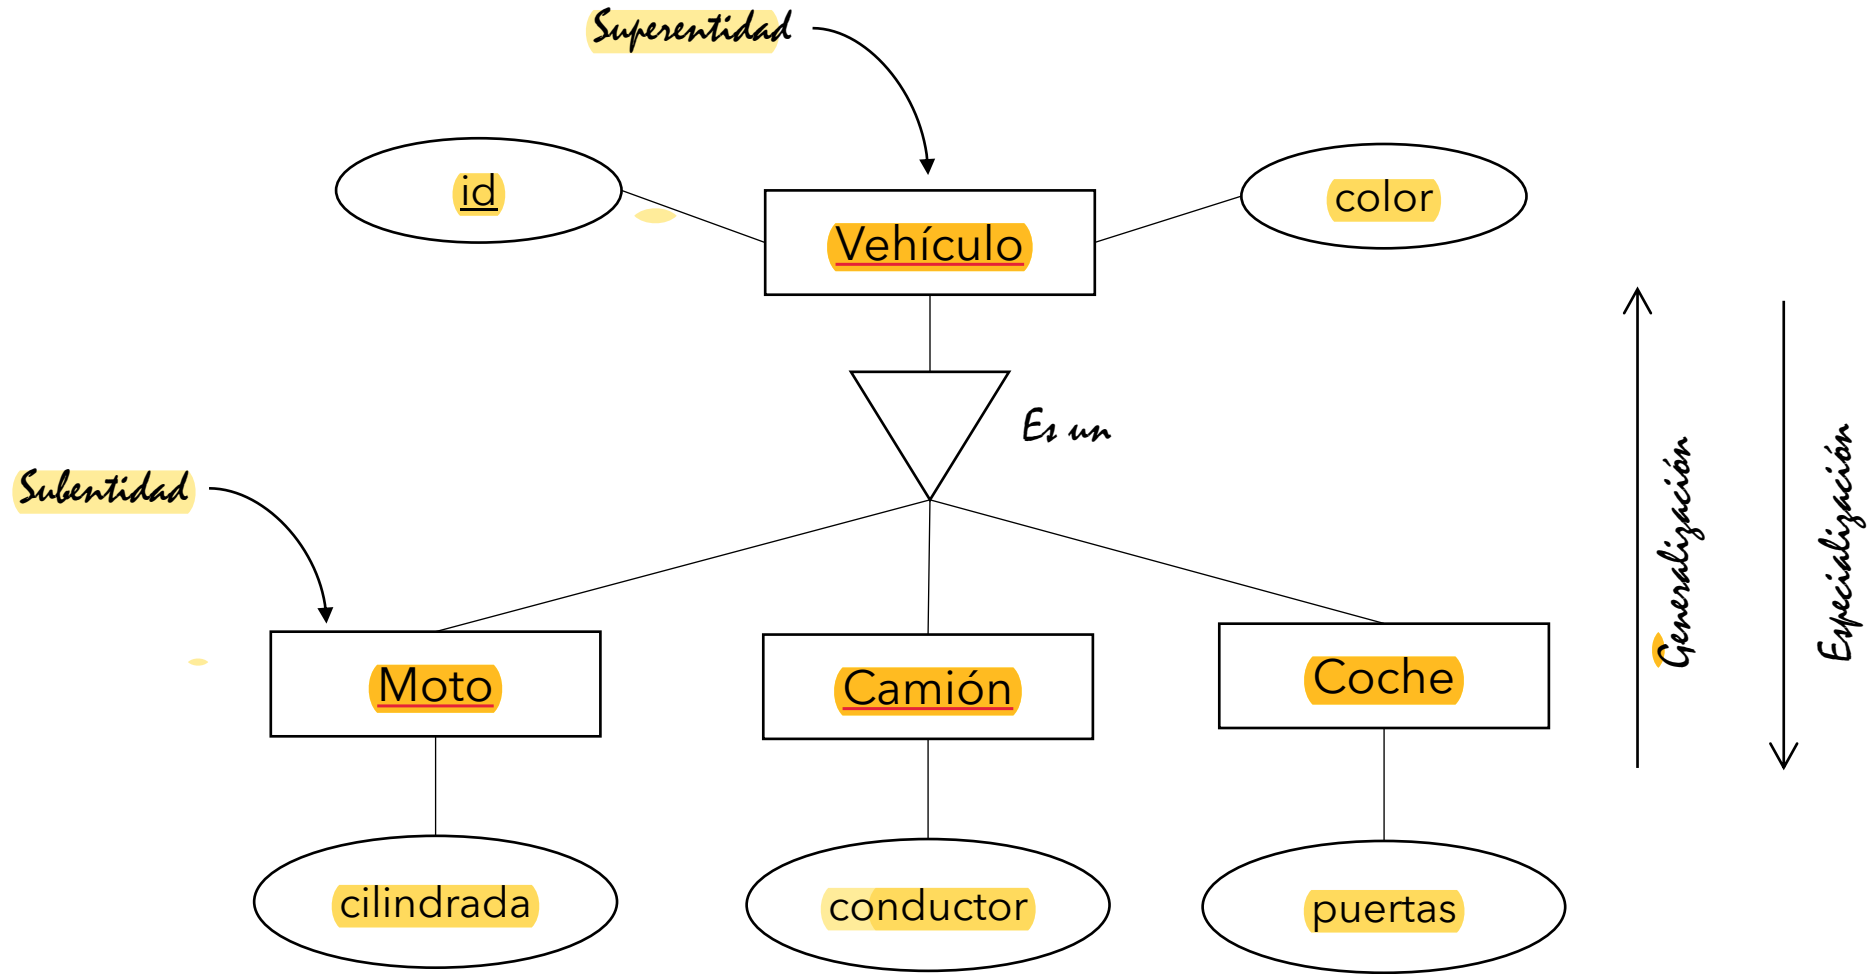 Superentidad
id
color
Vehículo
Es un
Subentidad
Generalización
Especialización
Moto
Camión
Coche
cilindrada
conductor
puertas